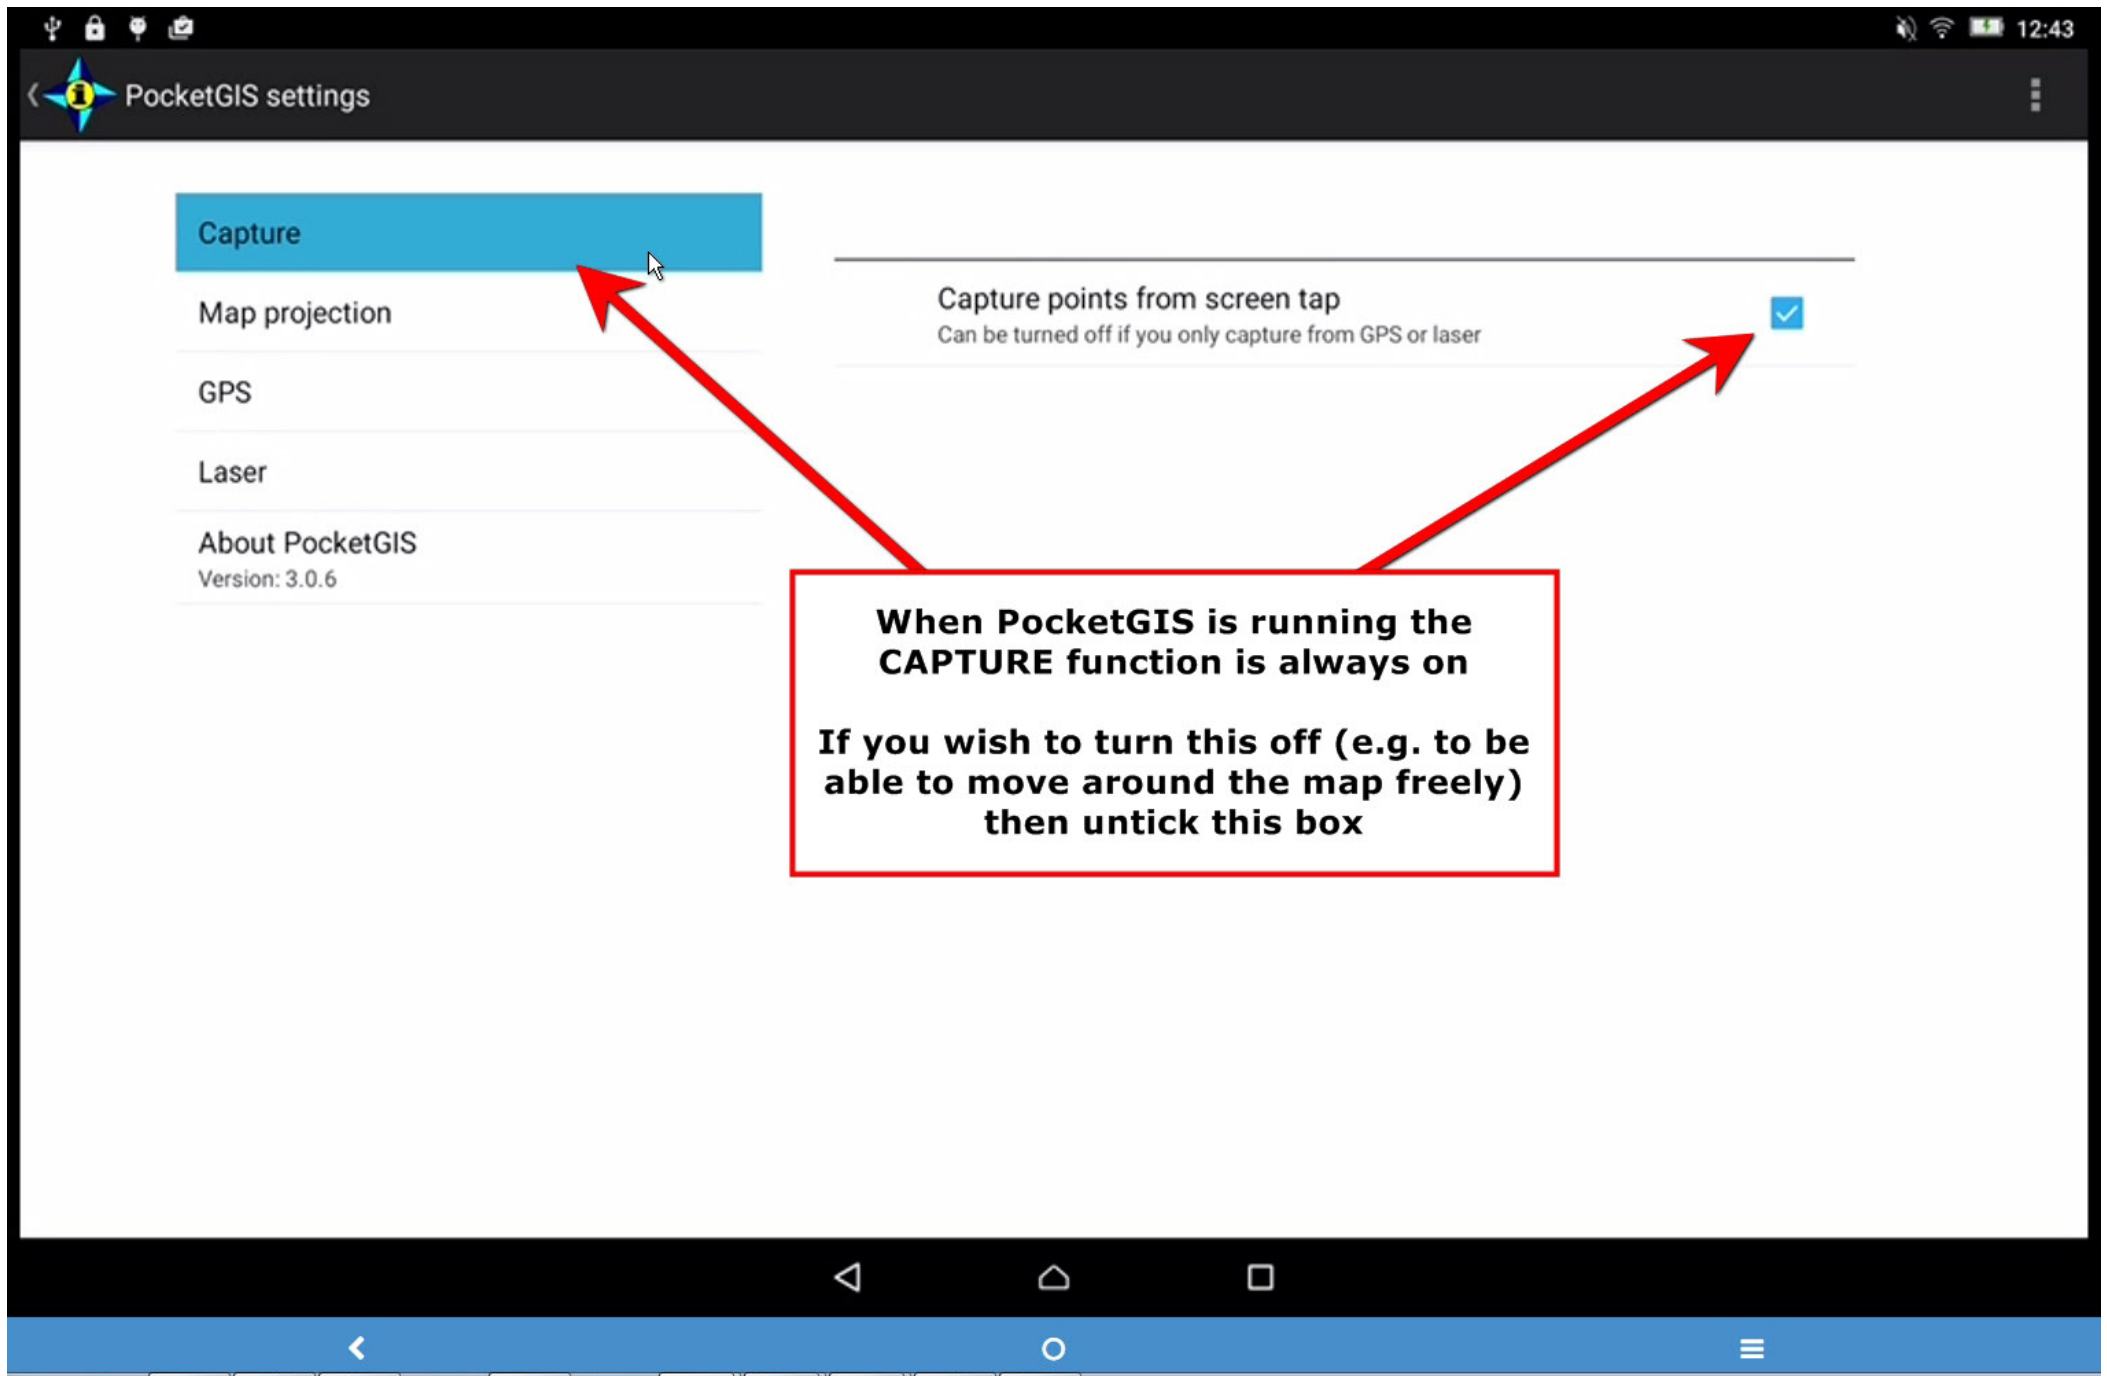 12:43
PocketGIS settings
Capture
Map projection
GPS
Laser
About PocketGIS
Version: 3.0.6
Capture points from screen tap
Can be turned off if you only capture from GPS or laser
When PocketGIS is running the
CAPTURE function is always on
If you wish to turn this off (e.g. to be
able to move around the map freely)
then untick this box